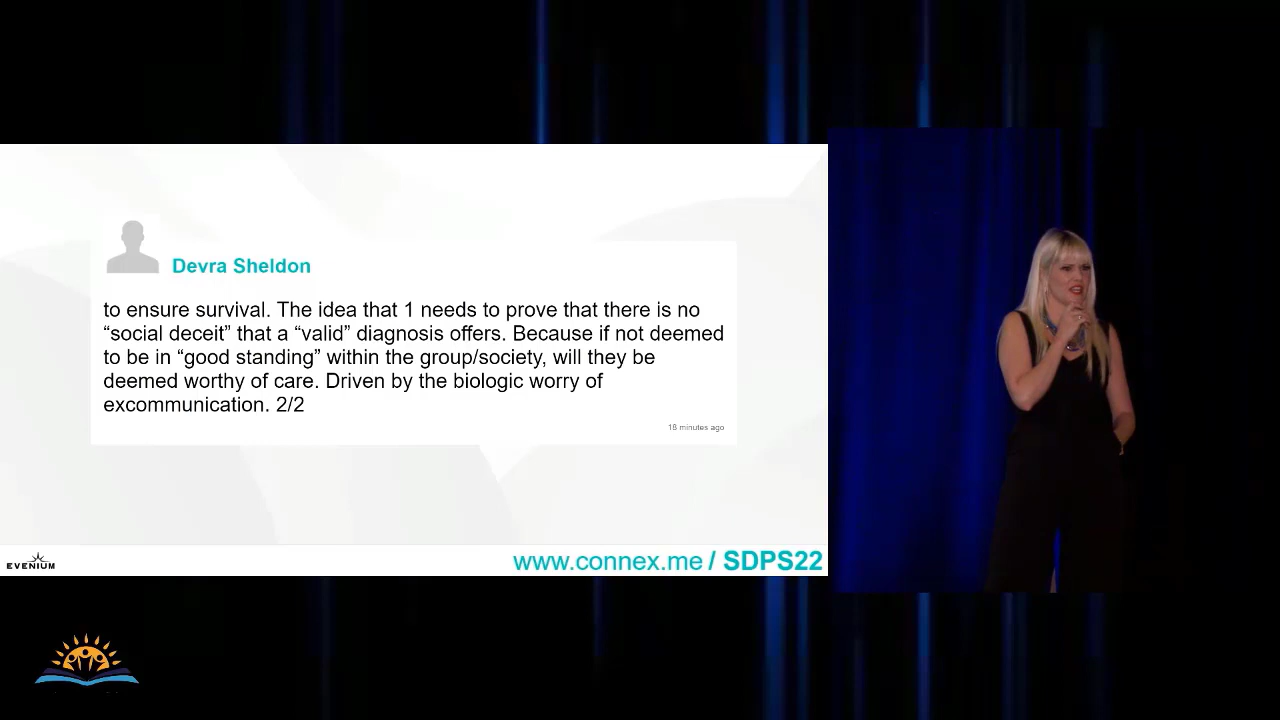 Devra Sheldon
to ensure survival. The idea that 1 needs to prove that there is no
“social deceit” that a “valid” diagnosis offers. Because if not deemed
to be in “good standing” within the group/society, will they be
deemed worthy of care. Driven by the biologic worry of
excommunication. 2/2
18 minutes ago
EVENIUM
www.connex.me / SDPS22